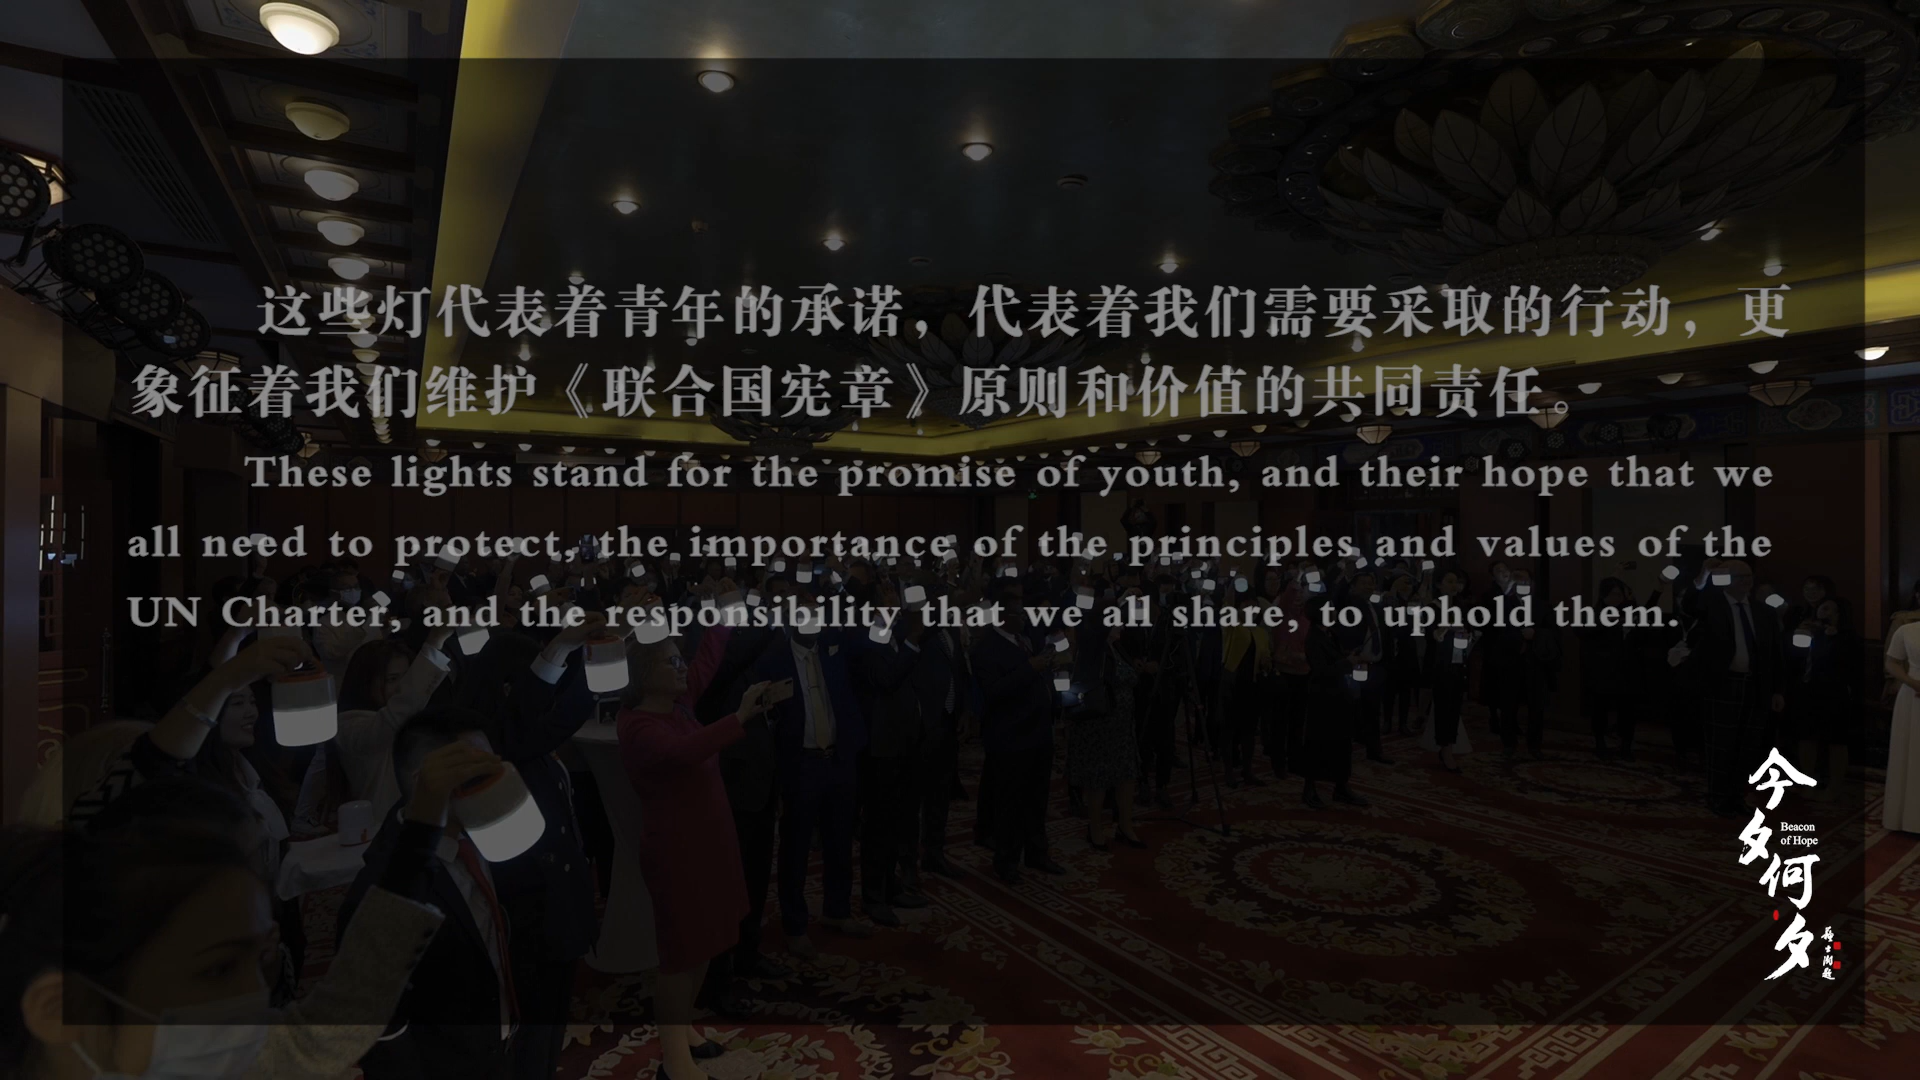 这些灯代表着青年的承诺，代表着我们需要采取的行动，更
象征着我们维护《联合国宪章》原则和价值的共同责任。
These lights stand for the promise of youth, and their hope that we
all need to protect, the importance of the principles and values of the
UN Charter, and the responsibility that we all share, to uphold them.
今夕何夕
Beacon
of Hope